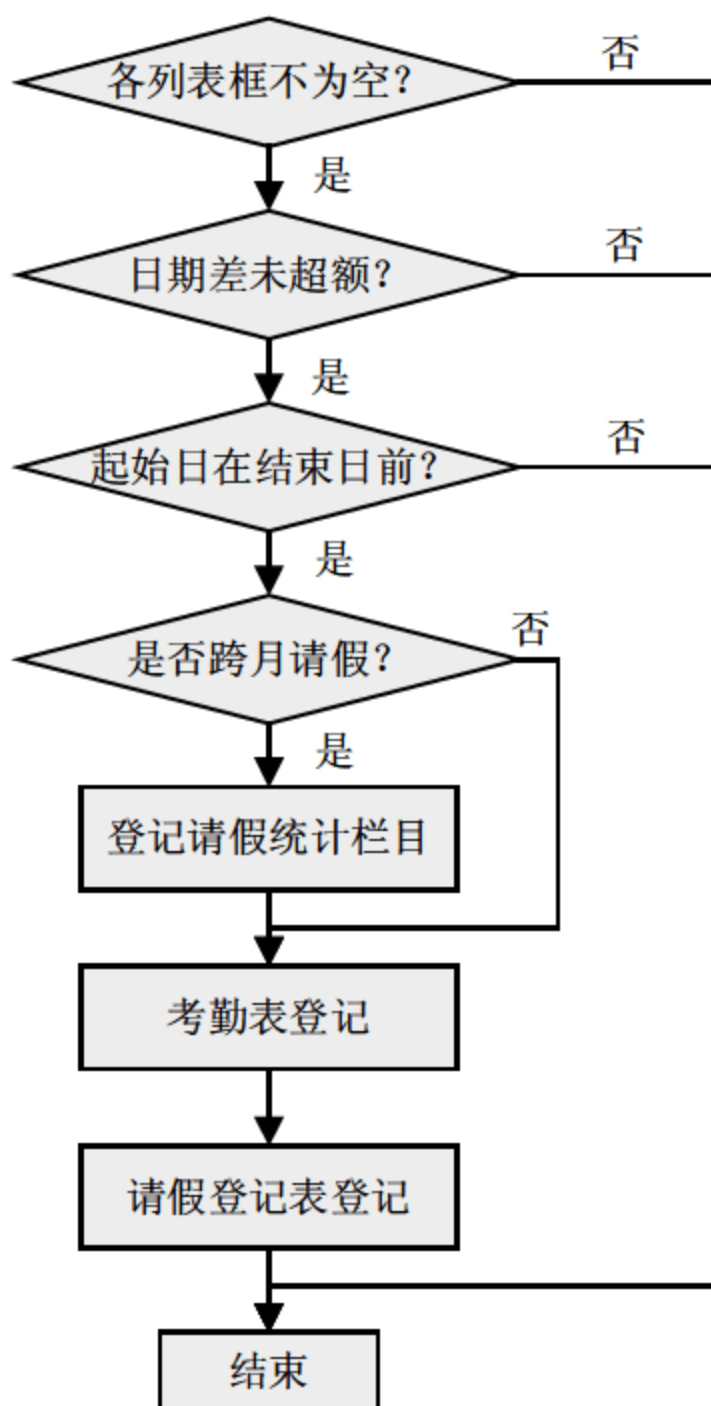 各列表框不为空？
否
是
日期差未超额？
否
是
起始日在结束日前？
否
是
是否跨月请假？
否
是
登记请假统计栏目
考勤表登记
请假登记表登记
结束